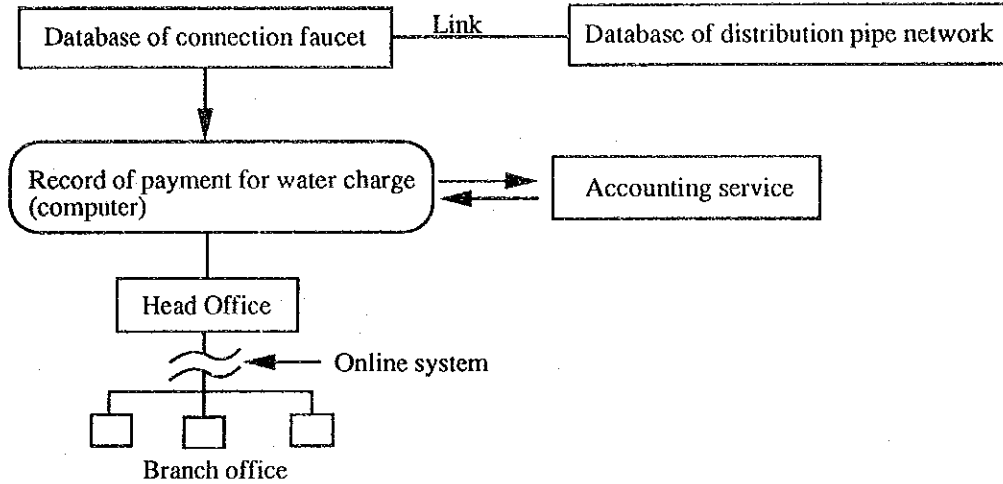 Database of connection faucet
Link
Database of distribution pipe network
Record of payment for water charge
(computer)
Accounting service
Head Office
Online system
Branch office